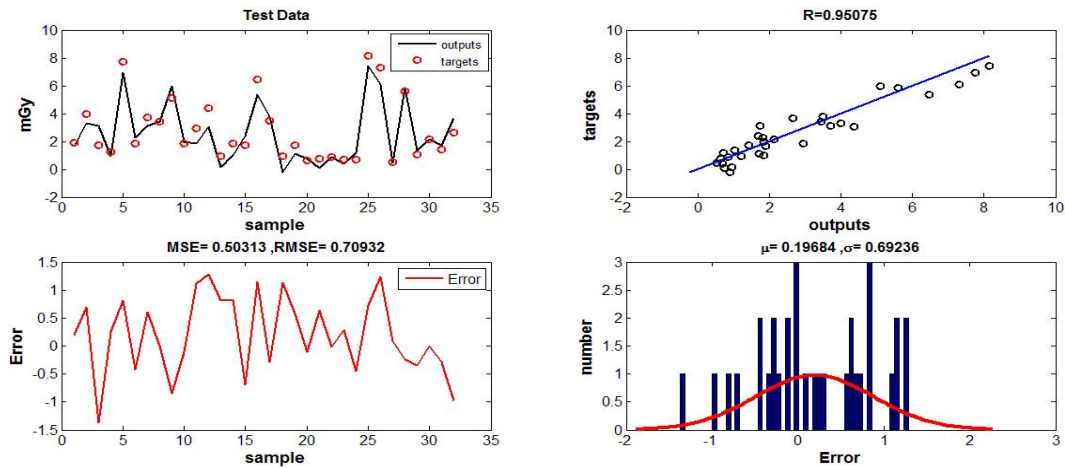 Test Data
10
8
6
4
2
0
-2
mGy
outputs
targets
0 5 10 15 20 25 30 35
sample
R=0.95075
10
8
6
4
2
0
-2
targets
-2 0 2 4 6 8 10
outputs
MSE= 0.50313 ,RMSE= 0.70932
1.5
1
0.5
0
-0.5
-1
-1.5
Error
Error
0 5 10 15 20 25 30 35
sample
μ= 0.19684 ,σ= 0.69236
3
2.5
2
1.5
1
0.5
0
number
-2 -1 0 1 2 3
Error